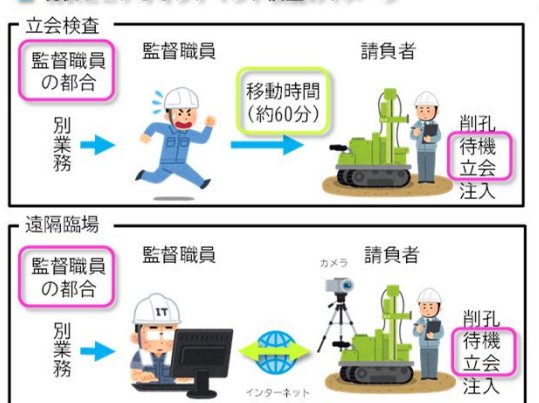 立会検査
監督職員
の都合
監督職員
移動時間
(約60分)
請負者
別業務
削孔
待機
立会
注入
遠隔臨場
監督職員
の都合
監督職員
カメラ
請負者
別業務
IT
インターネット
削孔
待機
立会
注入